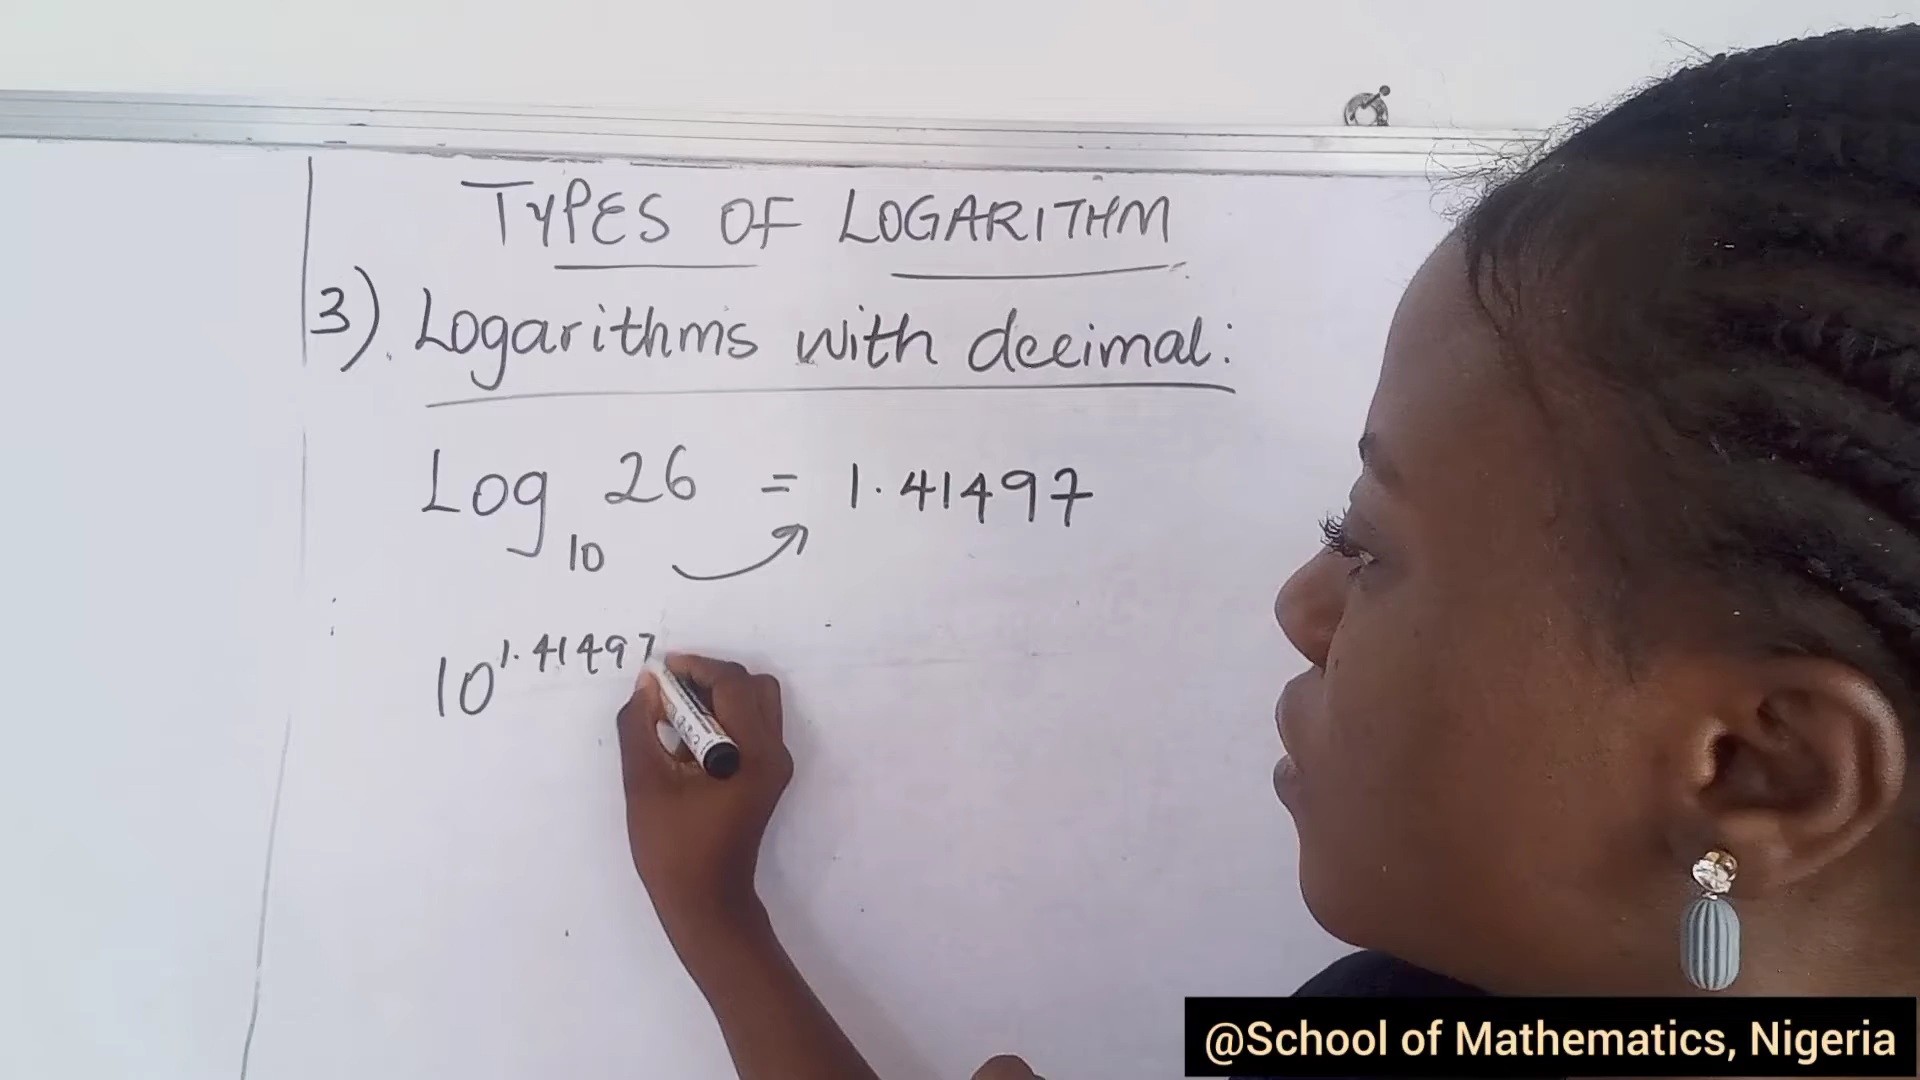 TYPES OF LOGARITHM
3). Logarithms with decimal:
Log₁₀ 26 = 1.41497
10^1.41497
@School of Mathematics, Nigeria